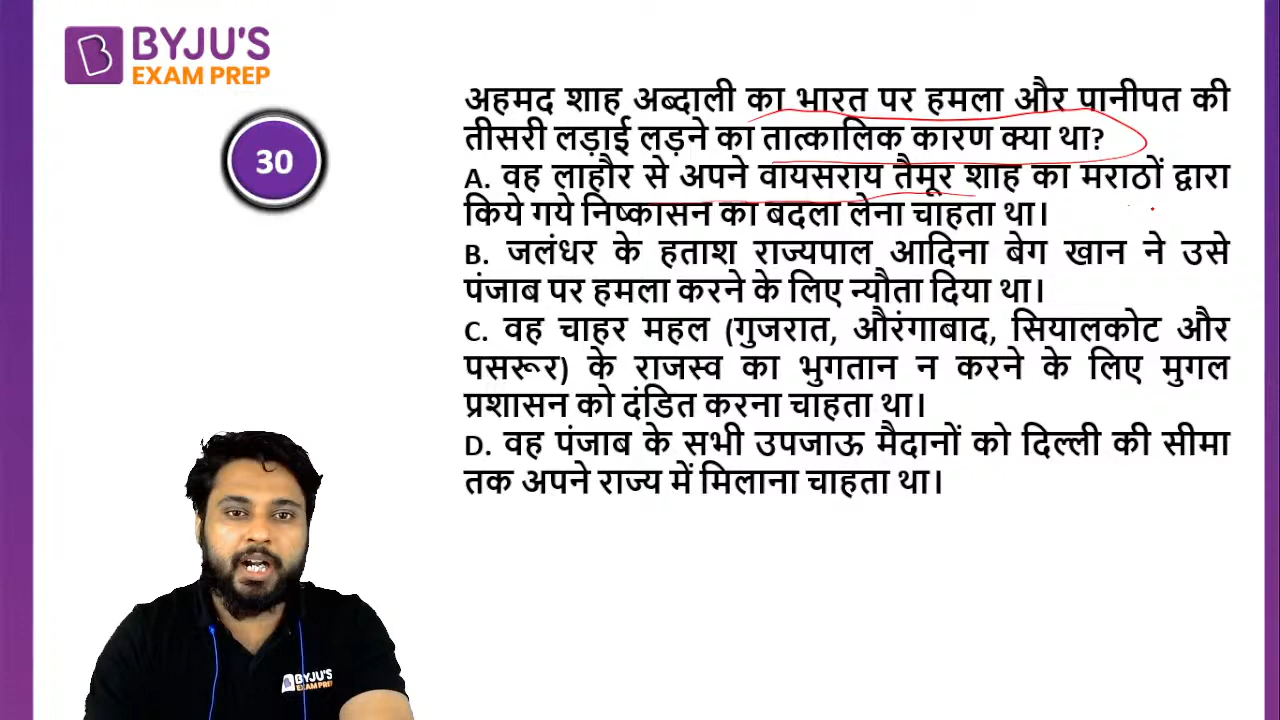 BYJU'S
EXAM PREP
30
अहमद शाह अब्दाली का भारत पर हमला और पानीपत की
तीसरी लड़ाई लड़ने का तात्कालिक कारण क्या था?
A. वह लाहौर से अपने वायसराय तैमूर शाह का मराठों द्वारा
किये गये निष्कासन का बदला लेना चाहता था।
B. जलंधर के हताश राज्यपाल आदिना बेग खान ने उसे
पंजाब पर हमला करने के लिए न्यौता दिया था।
C. वह चाहर महल (गुजरात, औरंगाबाद, सियालकोट और
पसरूर) के राजस्व का भुगतान न करने के लिए मुगल
प्रशासन को दंडित करना चाहता था।
D. वह पंजाब के सभी उपजाऊ मैदानों को दिल्ली की सीमा
तक अपने राज्य में मिलाना चाहता था।
BYJU'S
EXAM PREP